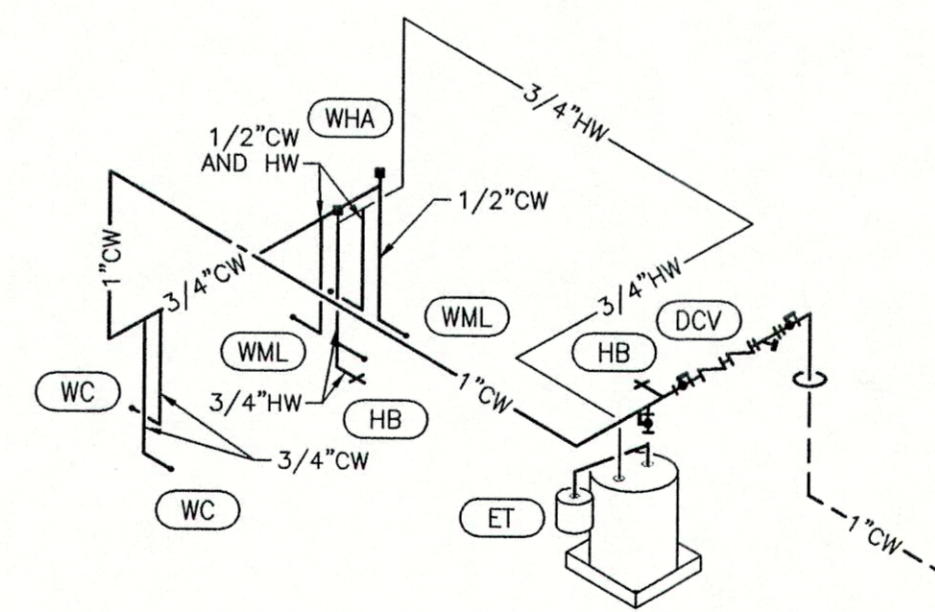 3/4"HW
WHA
1/2"CW
AND HW
1/2"CW
1"CW
3/4"CW
3/4"HW
WML
DCV
WML
HB
1"CW
WC
3/4"HW
HB
3/4"CW
WC
ET
1"CW